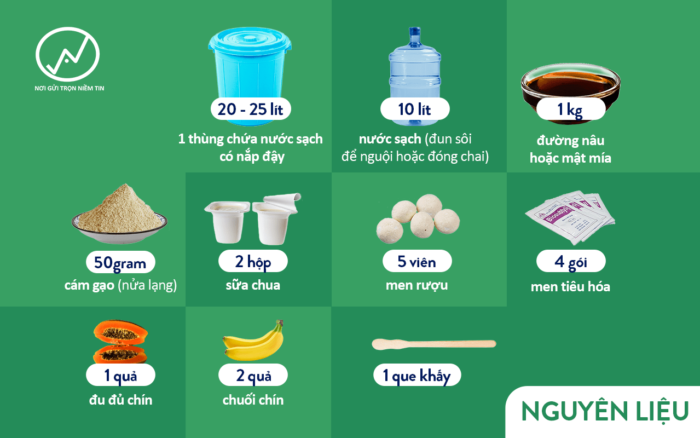 NƠI GỬI TRỌN NIỀM TIN
20 - 25 lít
1 thùng chứa nước sạch
có nắp đậy
10 lít
nước sạch (đun sôi
để nguội hoặc đóng chai)
1 kg
đường nâu
hoặc mật mía
50gram
cám gạo (nửa lạng)
2 hộp
sữa chua
5 viên
men rượu
4 gói
men tiêu hóa
1 quả
đu đủ chín
2 quả
chuối chín
1 que khấy
NGUYÊN LIỆU